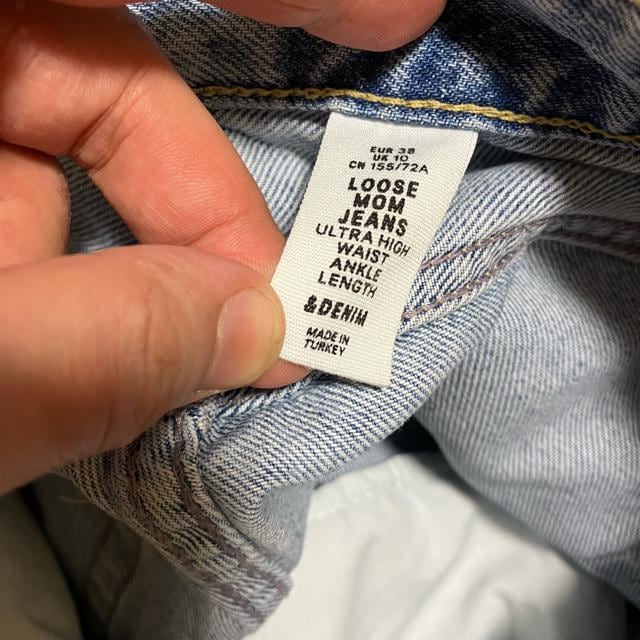 EUR 38
UK 10
CN 155/72A
LOOSE
MOM
JEANS
ULTRA HIGH
WAIST
ANKLE
LENGTH
&DENIM
MADE IN
TURKEY